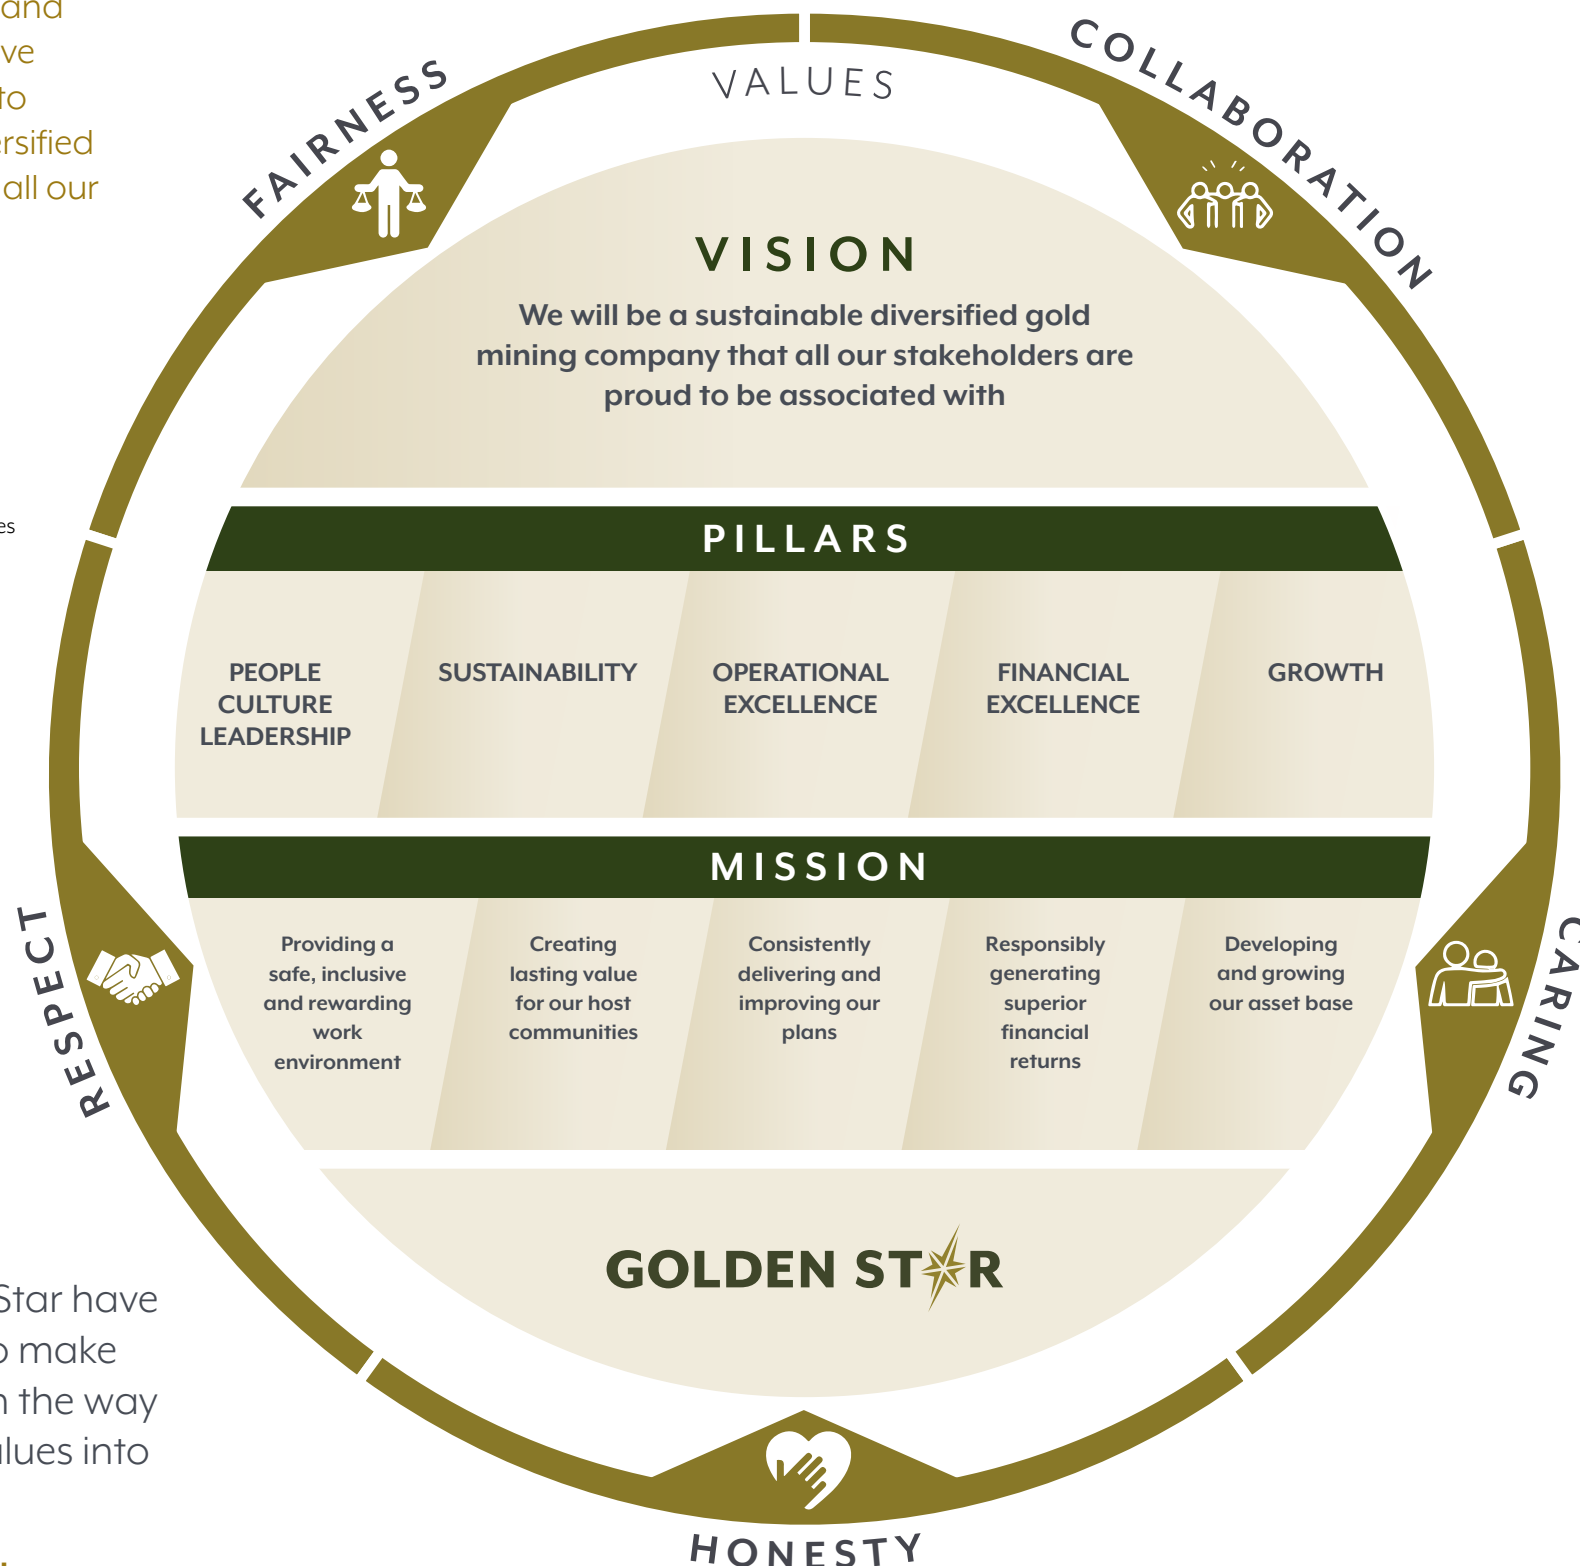 and
ve
to
ersified
all our
es
Star have
o make
n the way
alues into
VALUES
FAIRNESS
COLLABORATION
VISION
We will be a sustainable diversified gold
mining company that all our stakeholders are
proud to be associated with
PILLARS
PEOPLE
CULTURE
LEADERSHIP
SUSTAINABILITY
OPERATIONAL
EXCELLENCE
FINANCIAL
EXCELLENCE
GROWTH
MISSION
Providing a
safe, inclusive
and rewarding
work
environment
Creating
lasting value
for our host
communities
Consistently
delivering and
improving our
plans
Responsibly
generating
superior
financial
returns
Developing
and growing
our asset base
RESPECT
CARING
GOLDEN STAR
HONESTY